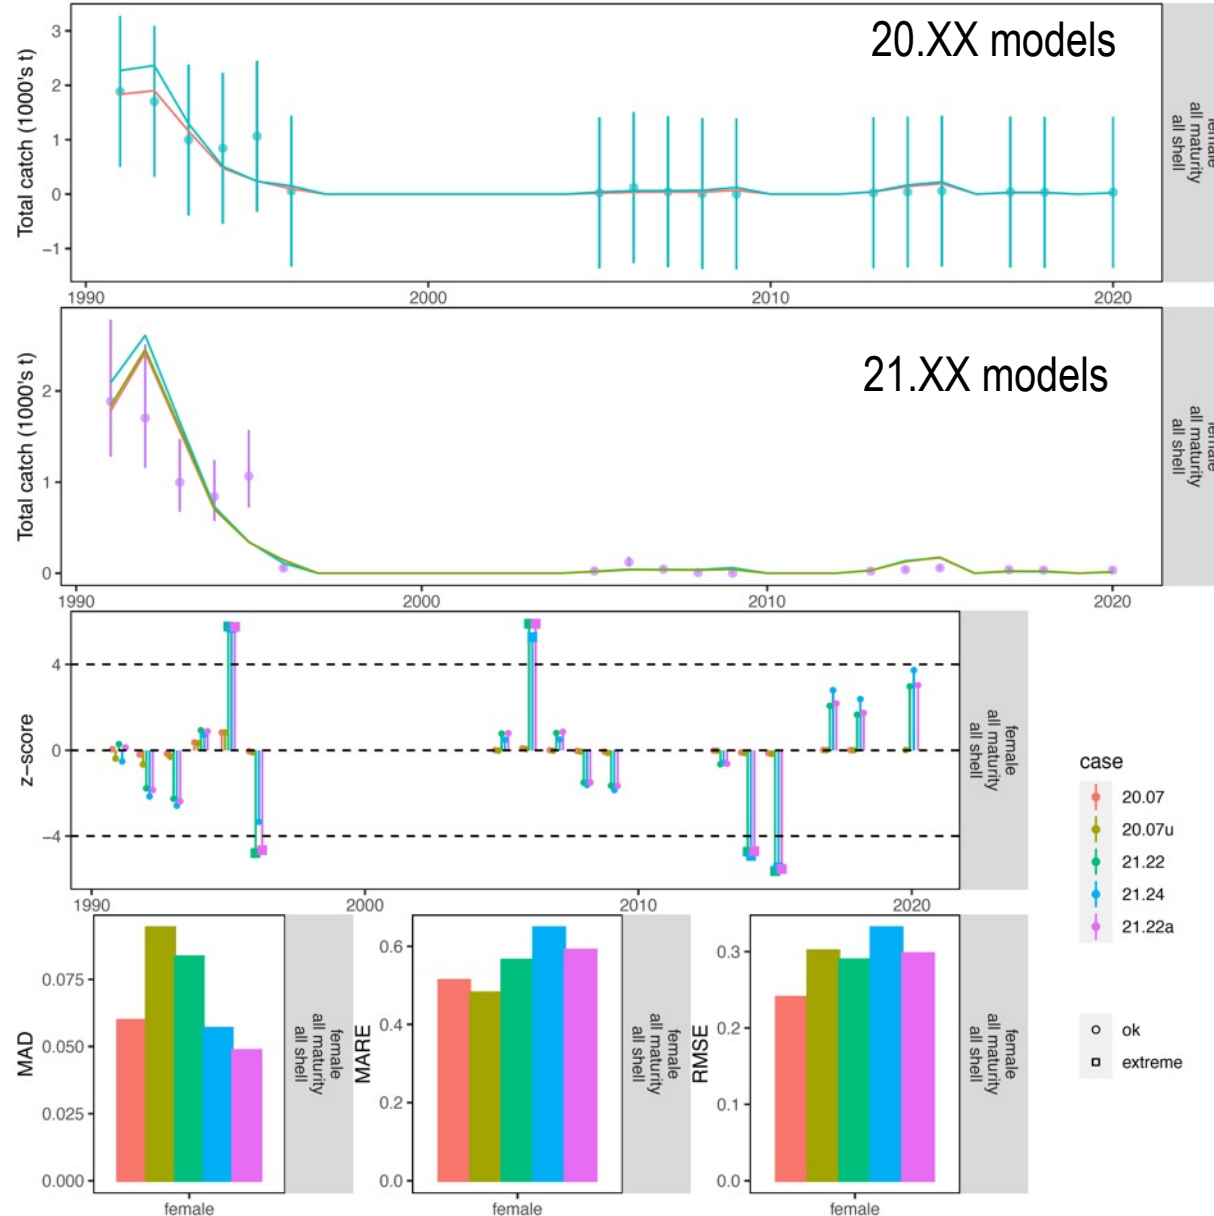 20.XX models
Total catch (1000's t)
3
2
1
0
−1
1990
2000
2010
2020
female
all maturity
all shell
21.XX models
Total catch (1000's t)
2
1
0
1990
2000
2010
2020
female
all maturity
all shell
z−score
4
0
−4
1990
2000
2010
2020
female
all maturity
all shell
case
20.07
20.07u
21.22
21.24
21.22a
ok
extreme
MAD
0.075
0.050
0.025
0.000
female
female
all maturity
all shell
MARE
0.6
0.4
0.2
0.0
female
female
all maturity
all shell
RMSE
0.3
0.2
0.1
0.0
female
female
all maturity
all shell